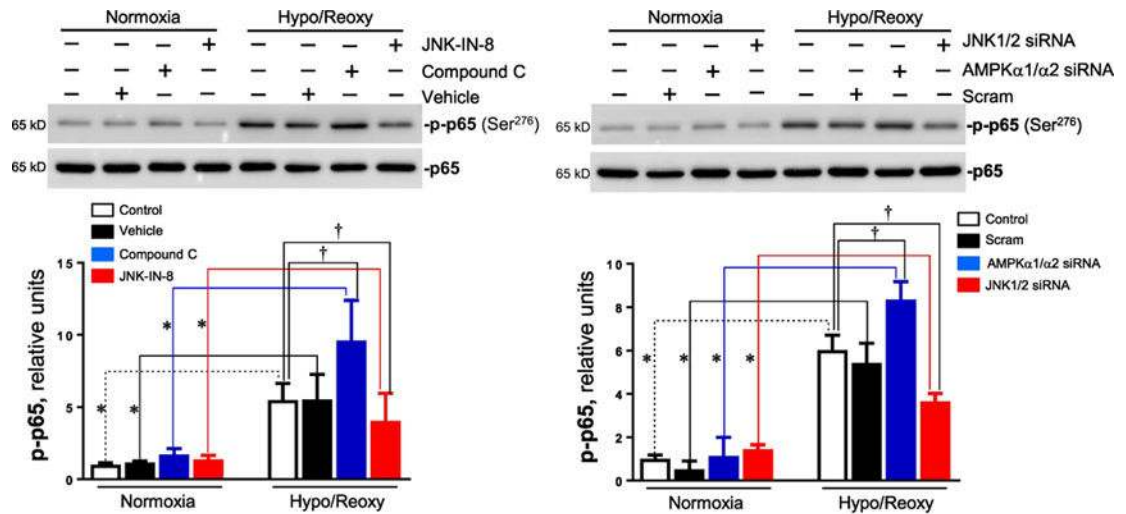 Normoxia Hypo/Reoxy
– – – + – – – + JNK-IN-8
– – + – – – + – Compound C
– + – – – + – – Vehicle
65 kD -p-p65 (Ser276)
65 kD -p65
Control
Vehicle
Compound C
JNK-IN-8
p-p65, relative units
15
10
5
0
* * * *
† †
Normoxia Hypo/Reoxy
Normoxia Hypo/Reoxy
– – – + – – – + JNK1/2 siRNA
– – + – – – + – AMPKα1/α2 siRNA
– + – – – + – – Scram
65 kD -p-p65 (Ser276)
65 kD -p65
Control
Scram
AMPKα1/α2 siRNA
JNK1/2 siRNA
p-p65, relative units
10
8
6
4
2
0
* * * *
† †
Normoxia Hypo/Reoxy